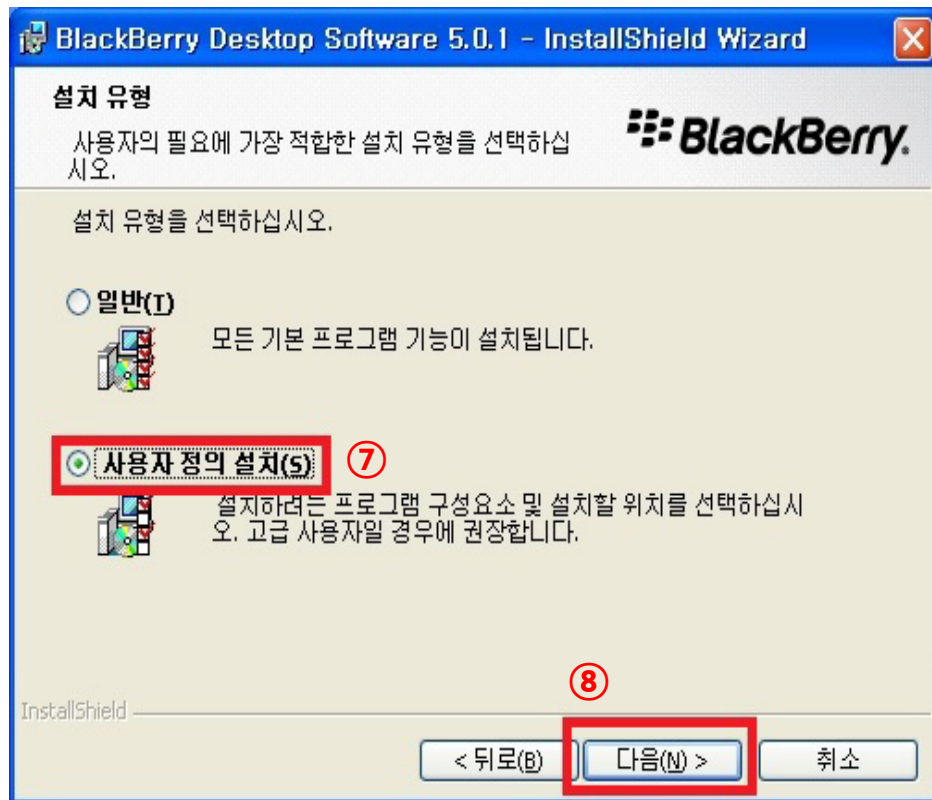 BlackBerry Desktop Software 5.0.1 - InstallShield Wizard
설치 유형
사용자의 필요에 가장 적합한 설치 유형을 선택하십
시오.
BlackBerry.
설치 유형을 선택하십시오.
일반(T)
모든 기본 프로그램 기능이 설치됩니다.
사용자 정의 설치(S) ⑦
설치하려는 프로그램 구성요소 및 설치할 위치를 선택하십시
오. 고급 사용자일 경우에 권장합니다.
⑧
InstallShield
< 뒤로(B) 다음(N) > 취소